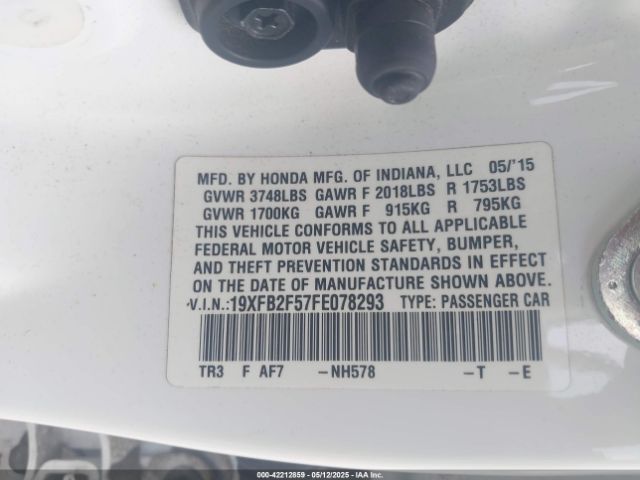 MFD. BY HONDA MFG. OF INDIANA, LLC 05/'15
GVWR 3748LBS GAWR F 2018LBS R 1753LBS
GVWR 1700KG GAWR F 915KG R 795KG
THIS VEHICLE CONFORMS TO ALL APPLICABLE
FEDERAL MOTOR VEHICLE SAFETY, BUMPER,
AND THEFT PREVENTION STANDARDS IN EFFECT
ON THE DATE OF MANUFACTURE SHOWN ABOVE.
V.I.N.:19XFB2F57FE078293 TYPE: PASSENGER CAR
TR3 F AF7 -NH578 -T -E
000-42212859 - 05/12/2025 - IAA Inc.